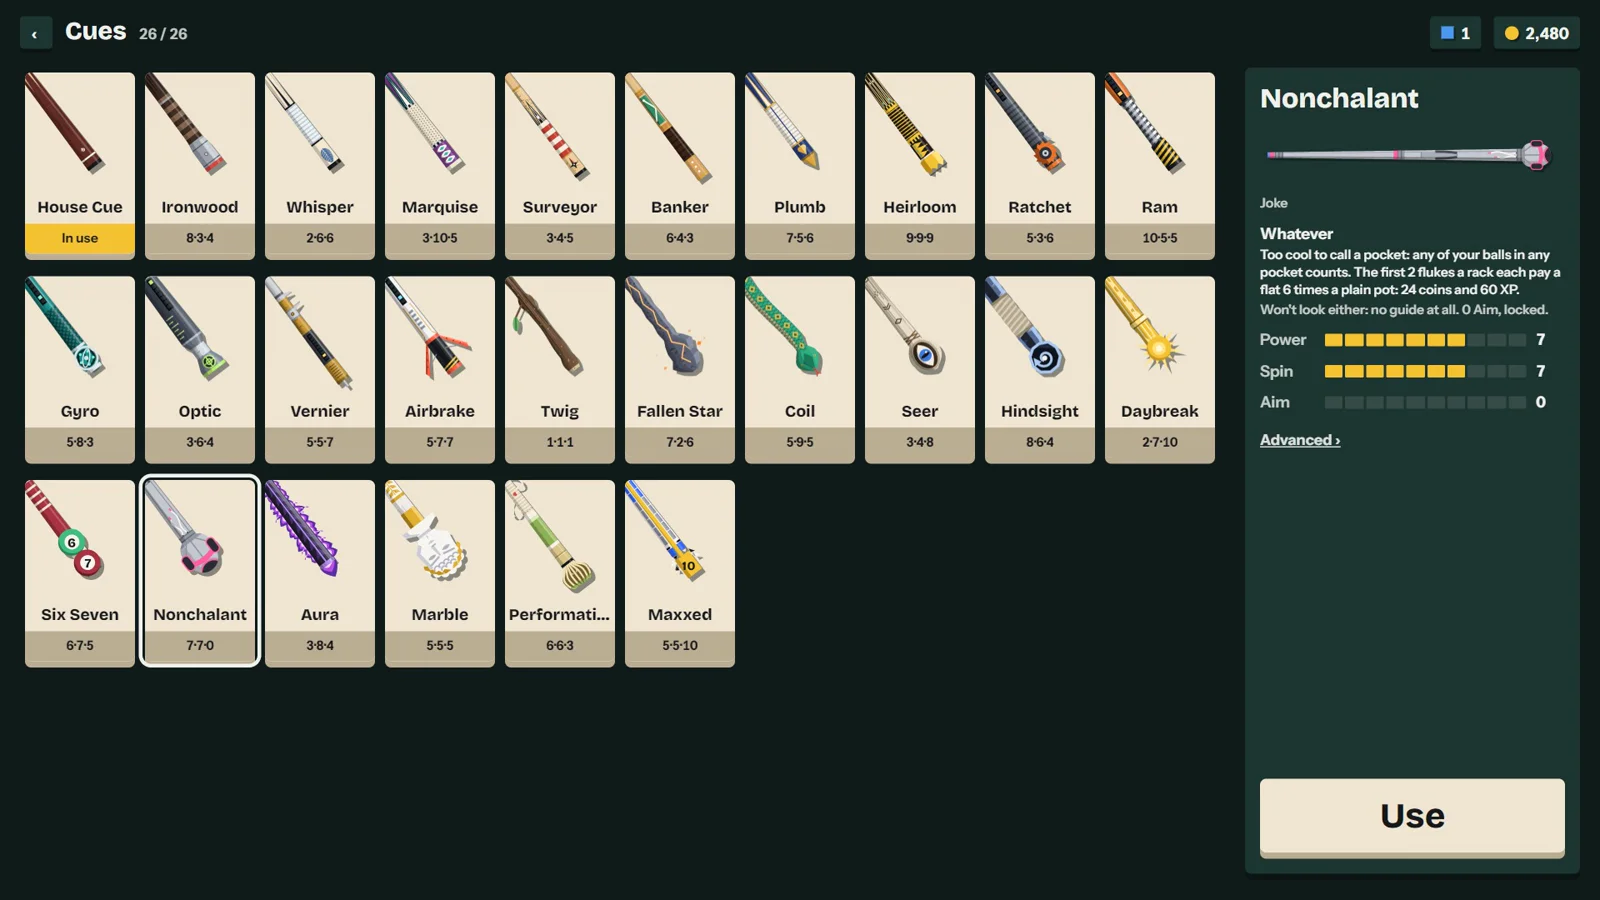 ‹ Cues 26 / 26
1 2,480
House Cue Ironwood Whisper Marquise Surveyor Banker Plumb Heirloom Ratchet Ram
In use 8·3·4 2·6·6 3·10·5 3·4·5 6·4·3 7·5·6 9·9·9 5·3·6 10·5·5
Gyro Optic Vernier Airbrake Twig Fallen Star Coil Seer Hindsight Daybreak
5·8·3 3·6·4 5·5·7 5·7·7 1·1·1 7·2·6 5·9·5 3·4·8 8·6·4 2·7·10
6
7
10
Six Seven Nonchalant Aura Marble Performati... Maxxed
6·7·5 7·7·0 3·8·4 5·5·5 6·6·3 5·5·10
Nonchalant
Joke
Whatever
Too cool to call a pocket: any of your balls in any
pocket counts. The first 2 flukes a rack each pay a
flat 6 times a plain pot: 24 coins and 60 XP.
Won't look either: no guide at all. 0 Aim, locked.
Power 7
Spin 7
Aim 0
Advanced ›
Use